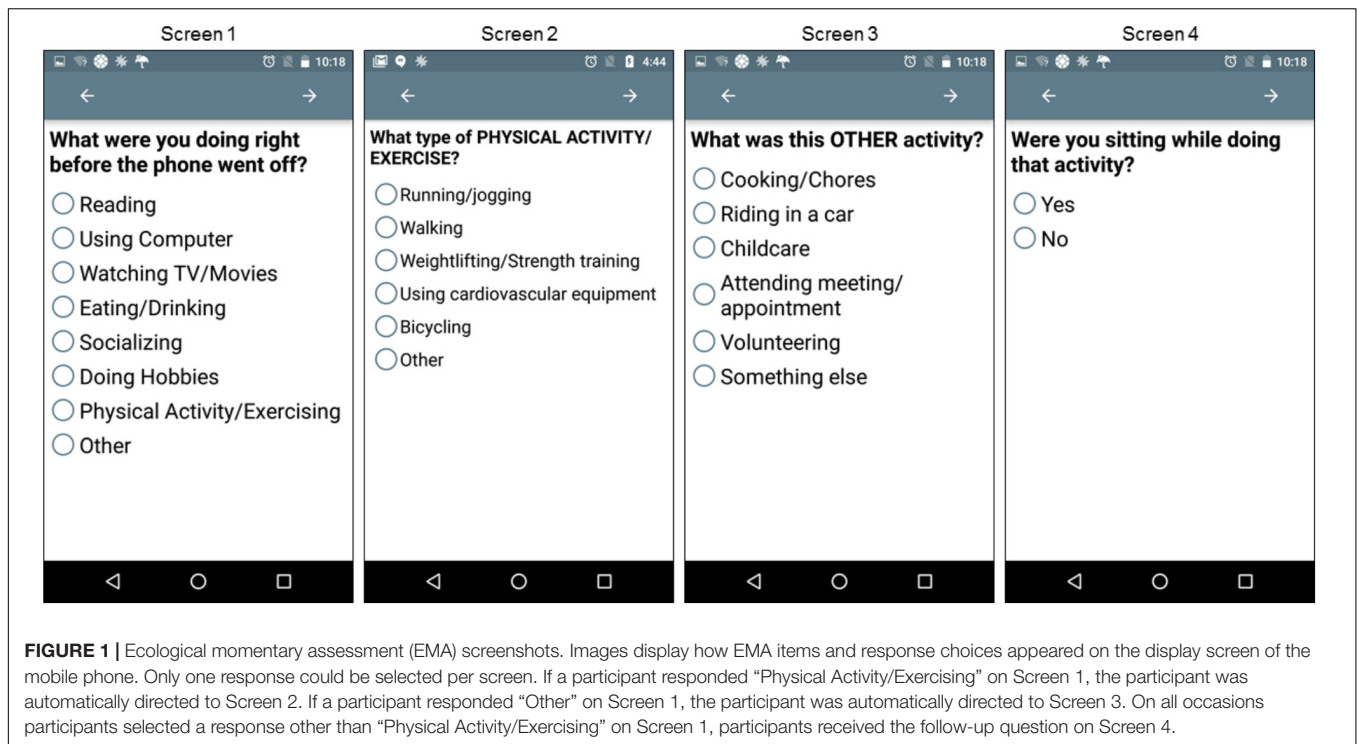 Screen 1
10:18
What were you doing right
before the phone went off?
Reading
Using Computer
Watching TV/Movies
Eating/Drinking
Socializing
Doing Hobbies
Physical Activity/Exercising
Other
Screen 2
4:44
What type of PHYSICAL ACTIVITY/
EXERCISE?
Running/jogging
Walking
Weightlifting/Strength training
Using cardiovascular equipment
Bicycling
Other
Screen 3
10:18
What was this OTHER activity?
Cooking/Chores
Riding in a car
Childcare
Attending meeting/
appointment
Volunteering
Something else
Screen 4
10:18
Were you sitting while doing
that activity?
Yes
No
FIGURE 1 | Ecological momentary assessment (EMA) screenshots. Images display how EMA items and response choices appeared on the display screen of the
mobile phone. Only one response could be selected per screen. If a participant responded “Physical Activity/Exercising” on Screen 1, the participant was
automatically directed to Screen 2. If a participant responded “Other” on Screen 1, the participant was automatically directed to Screen 3. On all occasions
participants selected a response other than “Physical Activity/Exercising” on Screen 1, participants received the follow-up question on Screen 4.